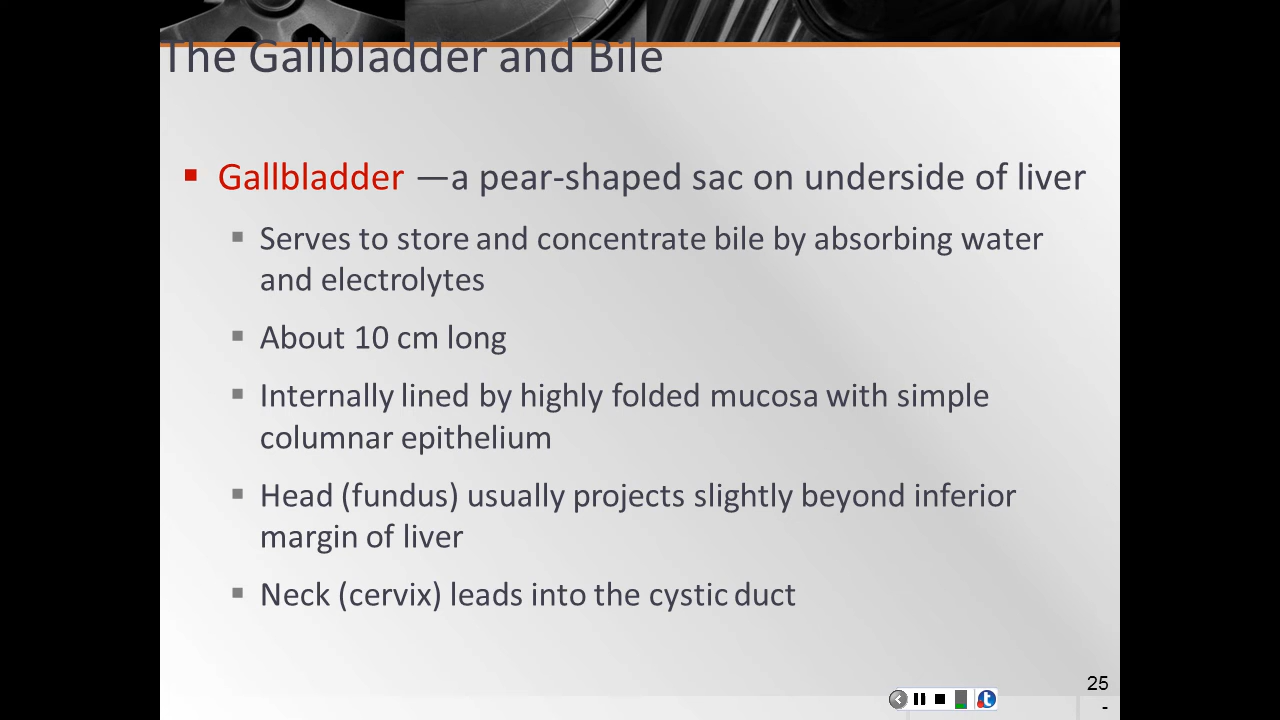 The Gallbladder and Bile
Gallbladder —a pear-shaped sac on underside of liver
Serves to store and concentrate bile by absorbing water
and electrolytes
About 10 cm long
Internally lined by highly folded mucosa with simple
columnar epithelium
Head (fundus) usually projects slightly beyond inferior
margin of liver
Neck (cervix) leads into the cystic duct
25
-